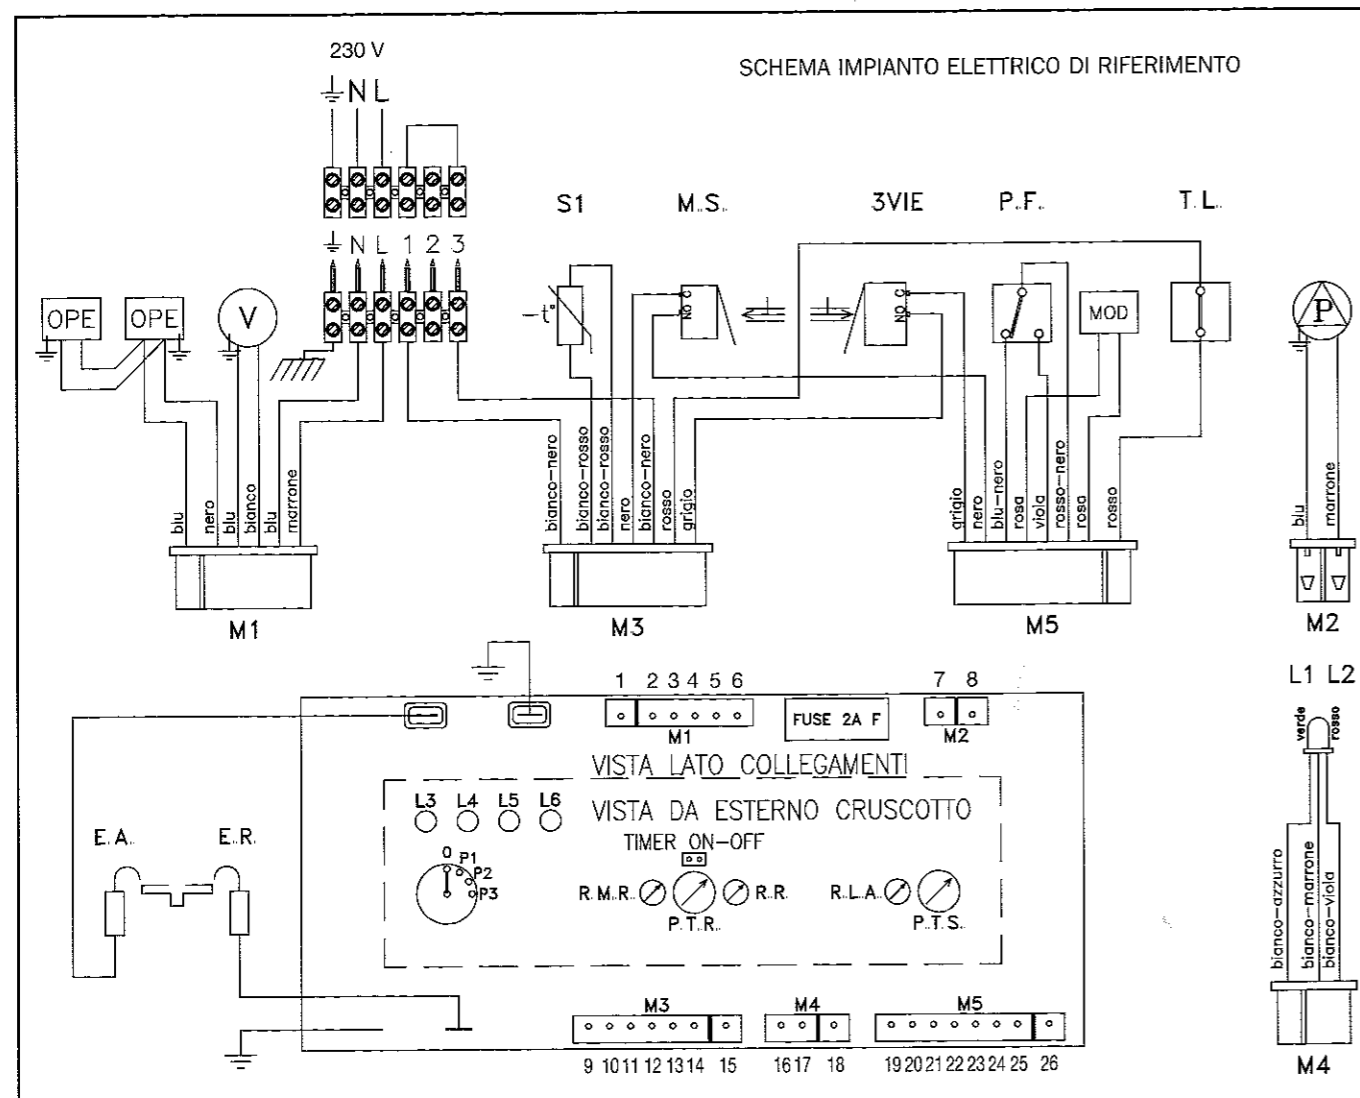 230 V
SCHEMA IMPIANTO ELETTRICO DI RIFERIMENTO
N L
S1 M.S. 3VIE P.F. T.L.
N L 1 2 3
OPE OPE V
-t°
C
NO
C
NO
MOD
P
blu
nero
blu
bianco
blu
marrone
bianco-nero
bianco-rosso
bianco-rosso
nero
bianco-nero
rosso
grigio
grigio
nero
blu-nero
rosa
viola
rosso-nero
rosa
rosso
blu
marrone
M1 M3 M5 M2
1 2 3 4 5 6 7 8
L1 L2
verde
rosso
FUSE 2A F
M1 M2
VISTA LATO COLLEGAMENTI
L3 L4 L5 L6
VISTA DA ESTERNO CRUSCOTTO
TIMER ON-OFF
E.A. E.R.
0 P1 P2 P3
R.M.R. R.R. R.L.A.
P.T.R. P.T.S.
bianco-azzurro
bianco-marrone
bianco-viola
M3 M4 M5
9 10 11 12 13 14 15 16 17 18 19 20 21 22 23 24 25 26
M4